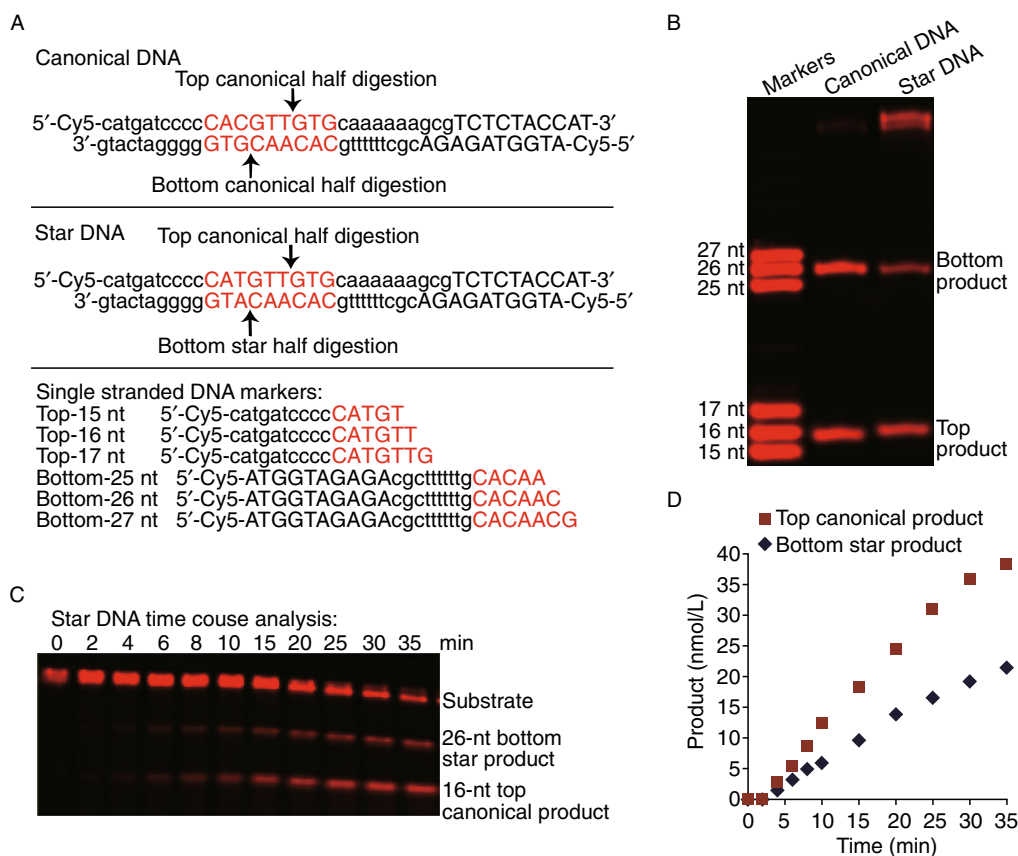 A
Canonical DNA
Top canonical half digestion
5′-Cy5-catgatccccCACGTTGTGcaaaaaagcgTCTCTACCAT-3′
3′-gtactaggggGTGCAACACgttttttcgcAGAGATGGTA-Cy5-5′
Bottom canonical half digestion
Star DNA
Top canonical half digestion
5′-Cy5-catgatccccCATGTTGTGcaaaaaagcgTCTCTACCAT-3′
3′-gtactaggggGTACAACACgttttttcgcAGAGATGGTA-Cy5-5′
Bottom star half digestion
Single stranded DNA markers:
Top-15 nt 5′-Cy5-catgatccccCATGT
Top-16 nt 5′-Cy5-catgatccccCATGTT
Top-17 nt 5′-Cy5-catgatccccCATGTTG
Bottom-25 nt 5′-Cy5-ATGGTAGAGAcgcttttttgCACAA
Bottom-26 nt 5′-Cy5-ATGGTAGAGAcgcttttttgCACAAC
Bottom-27 nt 5′-Cy5-ATGGTAGAGAcgcttttttgCACAACG
B
Markers
Canonical DNA
Star DNA
27 nt
26 nt
25 nt
Bottom
product
17 nt
16 nt
15 nt
Top
product
C
Star DNA time couse analysis:
0 2 4 6 8 10 15 20 25 30 35 min
Substrate
26-nt bottom
star product
16-nt top
canonical product
D
Top canonical product
Bottom star product
Product (nmol/L)
40
35
30
25
20
15
10
5
0
0 5 10 15 20 25 30 35
Time (min)